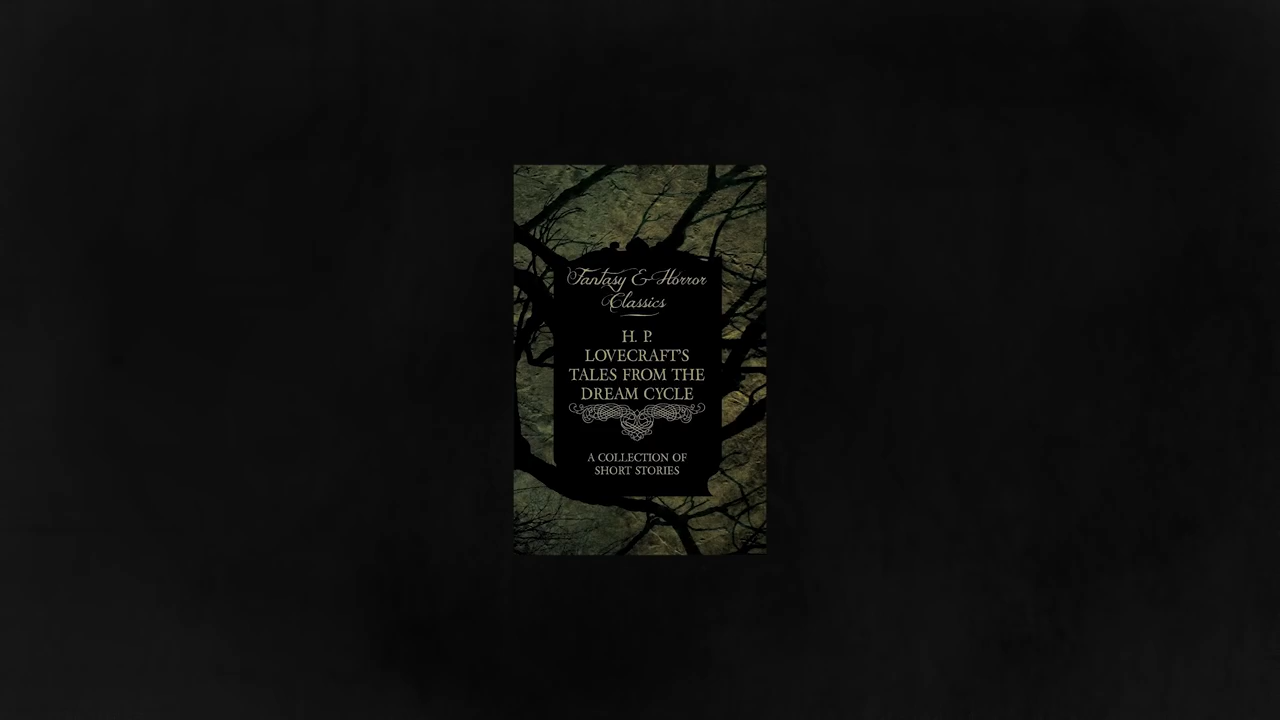 Fantasy & Horror
Classics
H. P.
LOVECRAFT'S
TALES FROM THE
DREAM CYCLE
A COLLECTION OF
SHORT STORIES